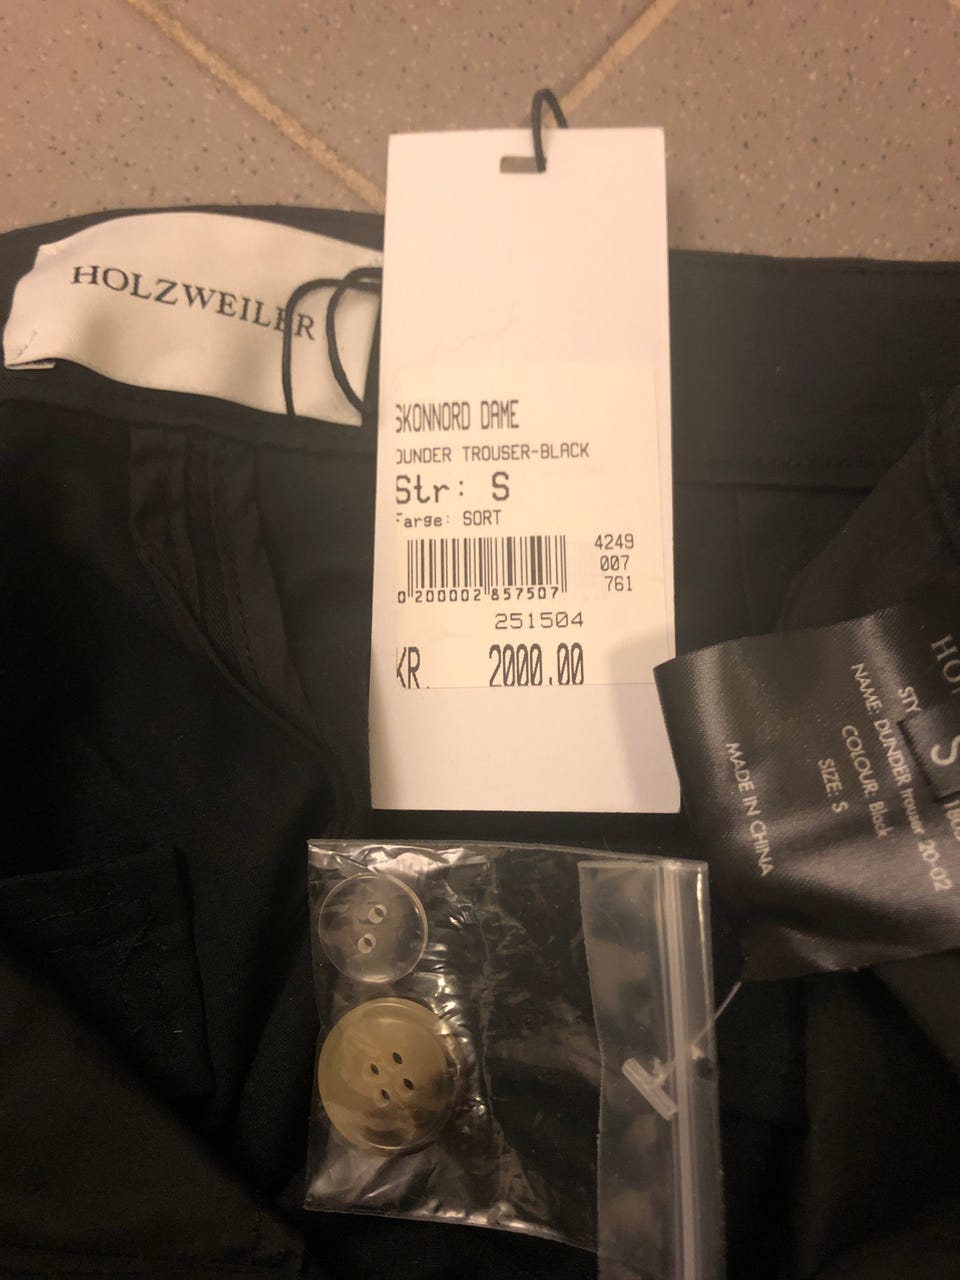 HOLZWEILER
SKONNORD DAME
DUNDER TROUSER-BLACK
Str: S
Farge: SORT
4249
007
761
0 200002 857507
251504
KR. 2000.00
S
STY
NAME: DUNDER Trouser 20-02
COLOUR: Black
SIZE: S
MADE IN CHINA